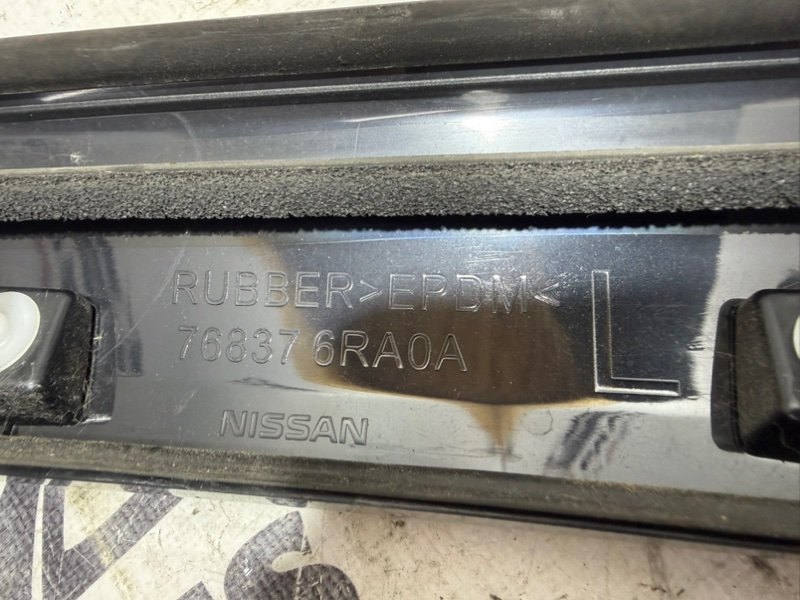 RUBBER>EPDM<
L
76837 6RA0A
NISSAN